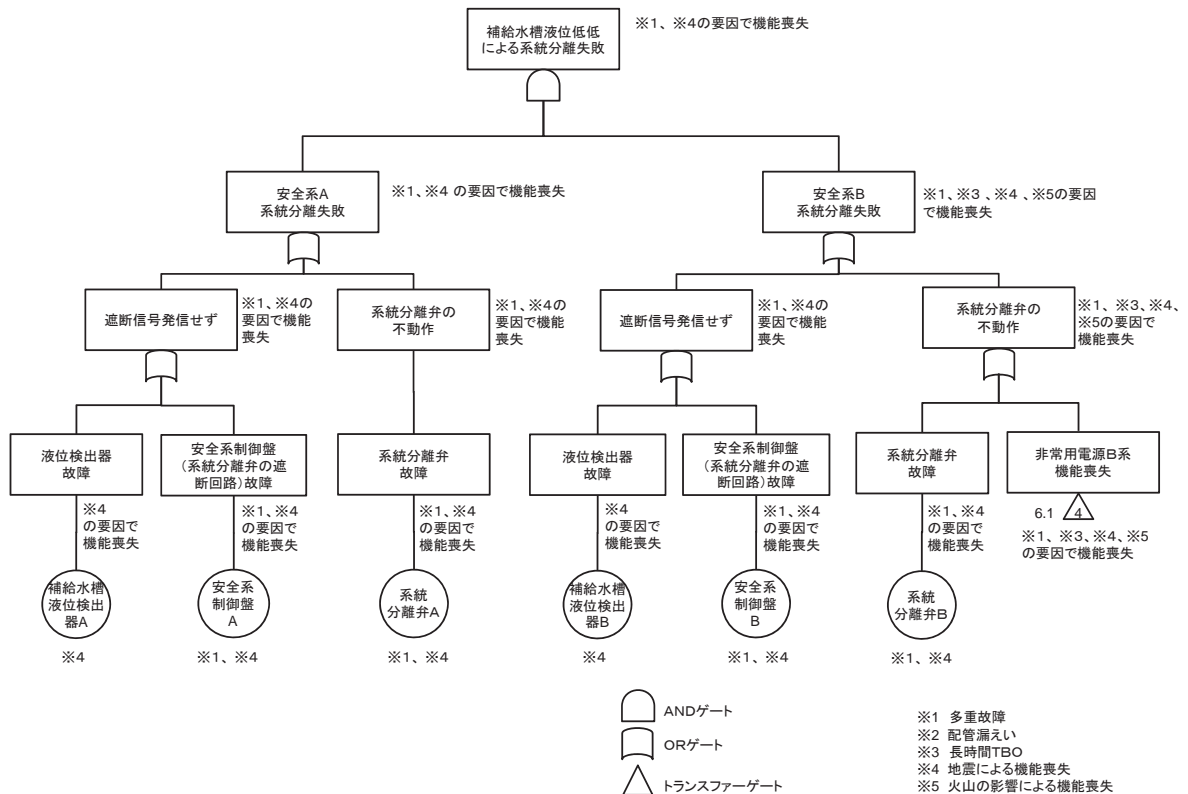 補給水槽液位低低
による系統分離失敗
※1、※4の要因で機能喪失
安全系A
系統分離失敗
※1、※4 の要因で機能喪失
安全系B
系統分離失敗
※1、※3 、※4 、※5の要因
で機能喪失
遮断信号発信せず
※1、※4の
要因で機能
喪失
系統分離弁の
不動作
※1、※4の
要因で機能
喪失
遮断信号発信せず
※1、※4の
要因で機能
喪失
系統分離弁の
不動作
※1、※3、※4、
※5の要因で
機能喪失
液位検出器
故障
※4
の要因で
機能喪失
安全系制御盤
(系統分離弁の遮
断回路)故障
※1、※4
の要因で
機能喪失
系統分離弁
故障
※1、※4
の要因で
機能喪失
液位検出器
故障
※4
の要因で
機能喪失
安全系制御盤
(系統分離弁の遮
断回路)故障
※1、※4
の要因で
機能喪失
系統分離弁
故障
※1、※4
の要因で
機能喪失
非常用電源B系
機能喪失
6.1 4
※1、※3、※4、※5
の要因で機能喪失
補給水槽
液位検出
器A
※4
安全系
制御盤
A
※1、※4
系統
分離弁A
※1、※4
補給水槽
液位検出
器B
※4
安全系
制御盤
B
※1、※4
系統
分離弁B
※1、※4
ANDゲート
ORゲート
トランスファーゲート
※1 多重故障
※2 配管漏えい
※3 長時間TBO
※4 地震による機能喪失
※5 火山の影響による機能喪失